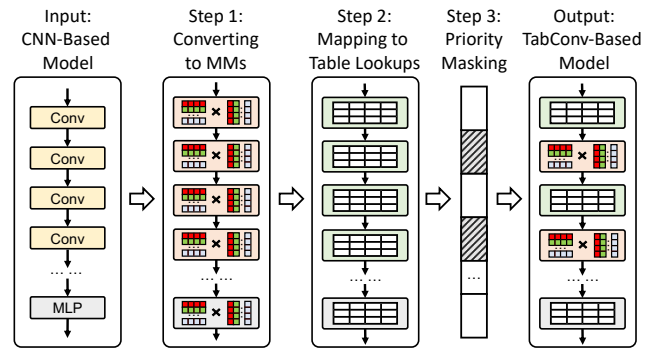 Input:
CNN-Based
Model
Step 1:
Converting
to MMs
Step 2:
Mapping to
Table Lookups
Step 3:
Priority
Masking
Output:
TabConv-Based
Model
Conv
Conv
Conv
Conv
... ...
MLP
... ...
... ...
...
... ...